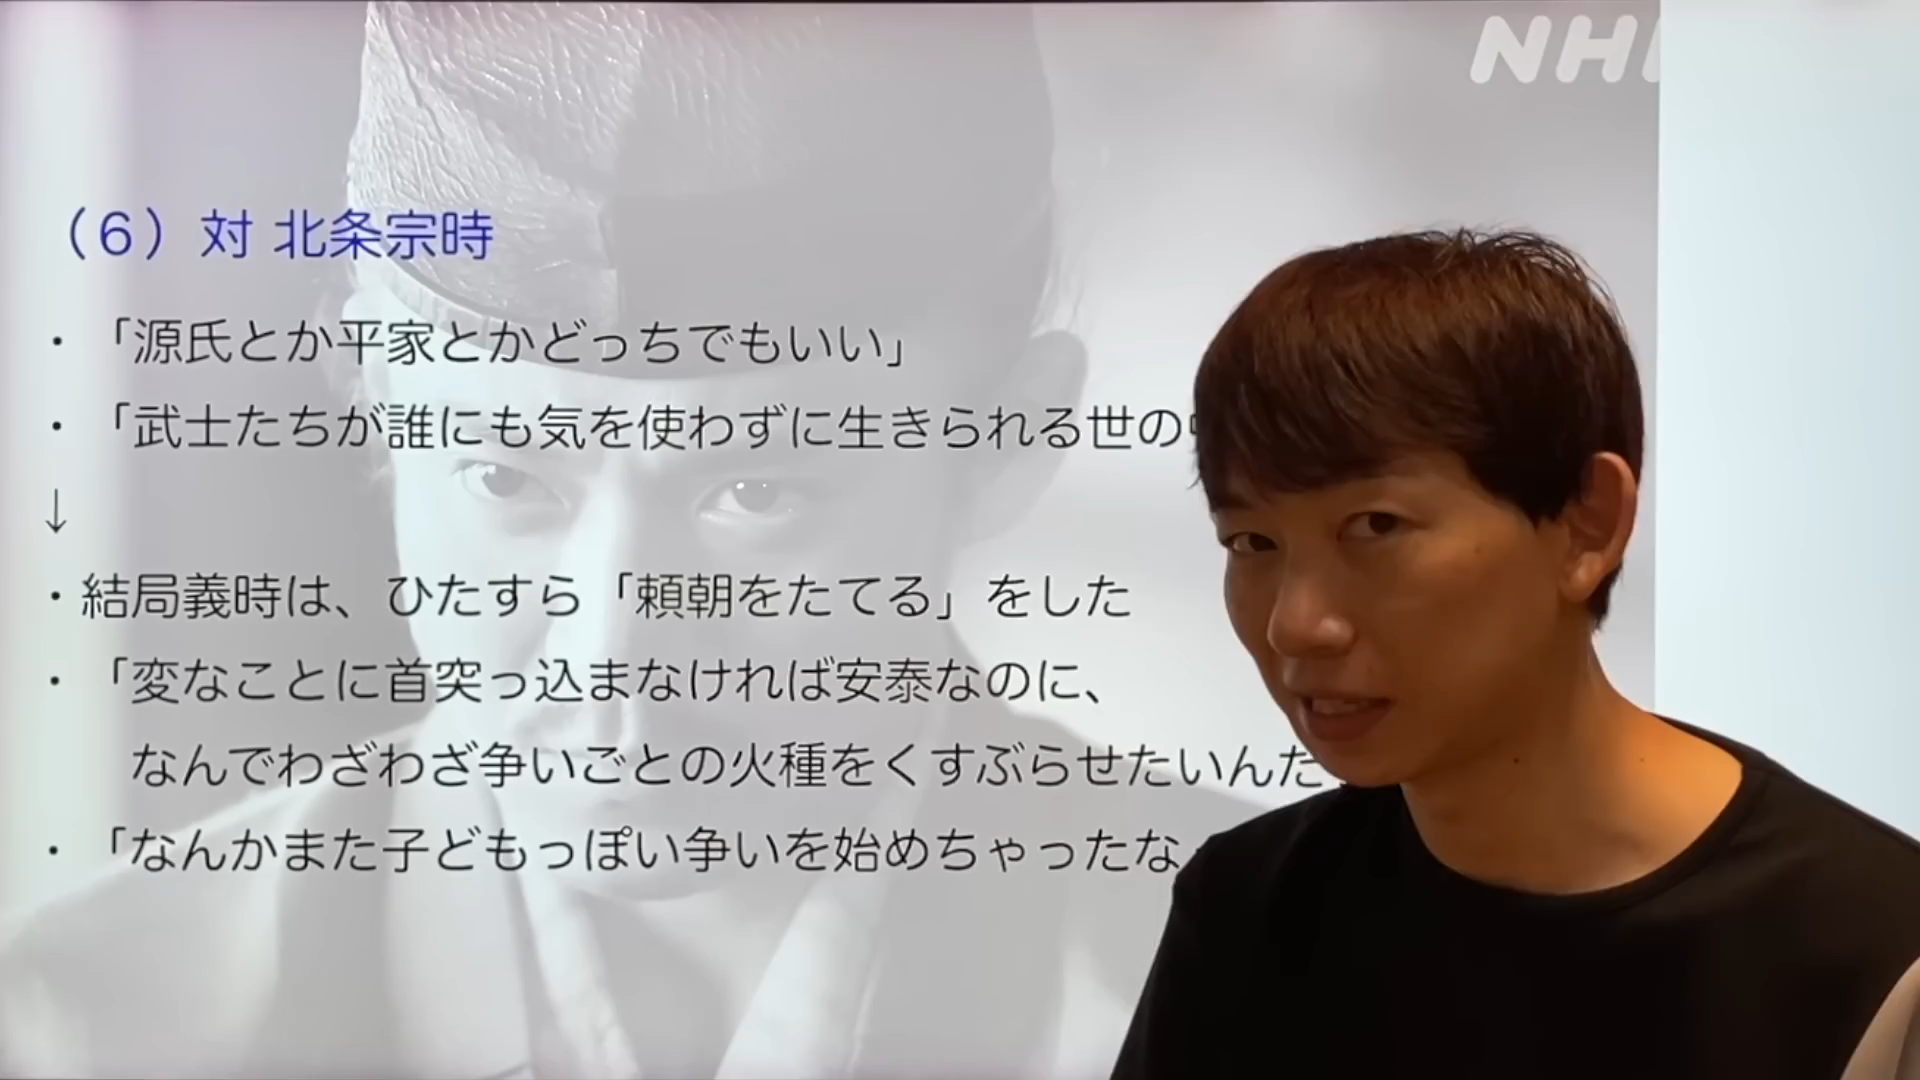 NH
（6）対 北条宗時
・「源氏とか平家とかどっちでもいい」
・「武士たちが誰にも気を使わずに生きられる世の
↓
・結局義時は、ひたすら「頼朝をたてる」をした
・「変なことに首突っ込まなければ安泰なのに、
なんでわざわざ争いごとの火種をくすぶらせたいんだ
・「なんかまた子どもっぽい争いを始めちゃったな